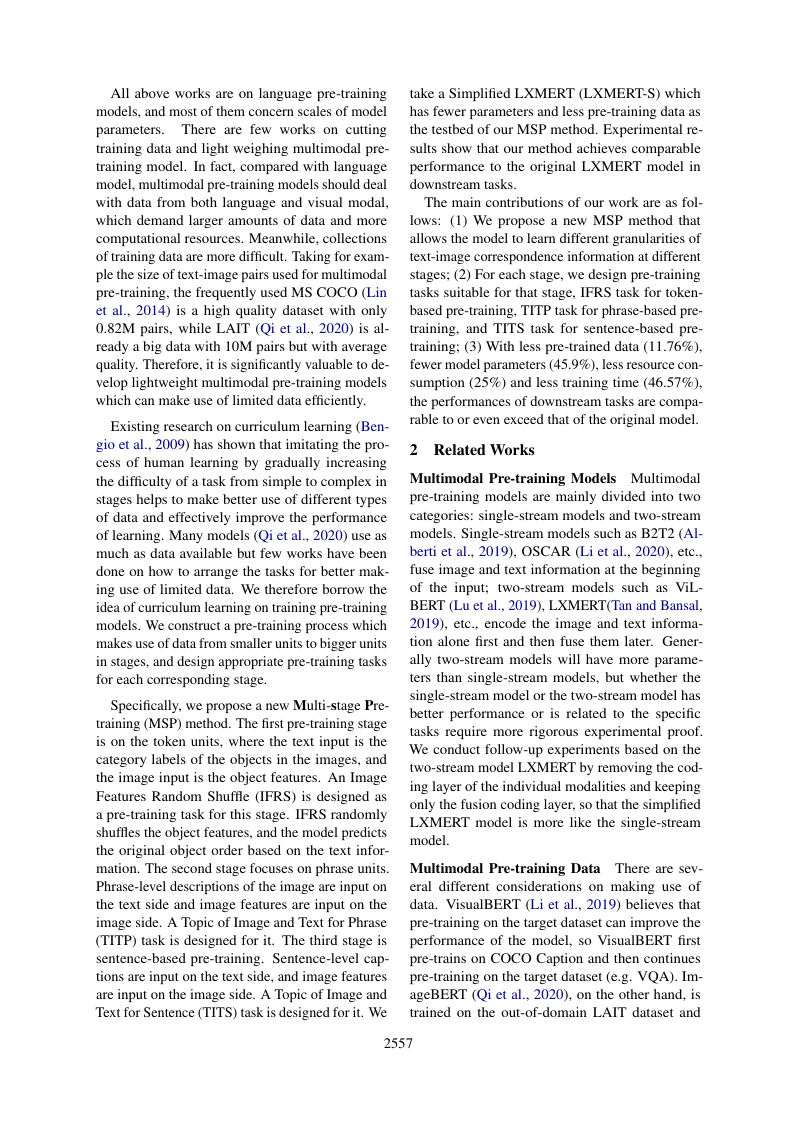 All above works are on language pre-training
models, and most of them concern scales of model
parameters. There are few works on cutting
training data and light weighing multimodal pre-
training model. In fact, compared with language
model, multimodal pre-training models should deal
with data from both language and visual modal,
which demand larger amounts of data and more
computational resources. Meanwhile, collections
of training data are more difficult. Taking for exam-
ple the size of text-image pairs used for multimodal
pre-training, the frequently used MS COCO (Lin
et al., 2014) is a high quality dataset with only
0.82M pairs, while LAIT (Qi et al., 2020) is al-
ready a big data with 10M pairs but with average
quality. Therefore, it is significantly valuable to de-
velop lightweight multimodal pre-training models
which can make use of limited data efficiently.
Existing research on curriculum learning (Ben-
gio et al., 2009) has shown that imitating the pro-
cess of human learning by gradually increasing
the difficulty of a task from simple to complex in
stages helps to make better use of different types
of data and effectively improve the performance
of learning. Many models (Qi et al., 2020) use as
much as data available but few works have been
done on how to arrange the tasks for better mak-
ing use of limited data. We therefore borrow the
idea of curriculum learning on training pre-training
models. We construct a pre-training process which
makes use of data from smaller units to bigger units
in stages, and design appropriate pre-training tasks
for each corresponding stage.
Specifically, we propose a new Multi-stage Pre-
training (MSP) method. The first pre-training stage
is on the token units, where the text input is the
category labels of the objects in the images, and
the image input is the object features. An Image
Features Random Shuffle (IFRS) is designed as
a pre-training task for this stage. IFRS randomly
shuffles the object features, and the model predicts
the original object order based on the text infor-
mation. The second stage focuses on phrase units.
Phrase-level descriptions of the image are input on
the text side and image features are input on the
image side. A Topic of Image and Text for Phrase
(TITP) task is designed for it. The third stage is
sentence-based pre-training. Sentence-level cap-
tions are input on the text side, and image features
are input on the image side. A Topic of Image and
Text for Sentence (TITS) task is designed for it. We
take a Simplified LXMERT (LXMERT-S) which
has fewer parameters and less pre-training data as
the testbed of our MSP method. Experimental re-
sults show that our method achieves comparable
performance to the original LXMERT model in
downstream tasks.
The main contributions of our work are as fol-
lows: (1) We propose a new MSP method that
allows the model to learn different granularities of
text-image correspondence information at different
stages; (2) For each stage, we design pre-training
tasks suitable for that stage, IFRS task for token-
based pre-training, TITP task for phrase-based pre-
training, and TITS task for sentence-based pre-
training; (3) With less pre-trained data (11.76%),
fewer model parameters (45.9%), less resource con-
sumption (25%) and less training time (46.57%),
the performances of downstream tasks are compa-
rable to or even exceed that of the original model.
2 Related Works
Multimodal Pre-training Models Multimodal
pre-training models are mainly divided into two
categories: single-stream models and two-stream
models. Single-stream models such as B2T2 (Al-
berti et al., 2019), OSCAR (Li et al., 2020), etc.,
fuse image and text information at the beginning
of the input; two-stream models such as ViL-
BERT (Lu et al., 2019), LXMERT(Tan and Bansal,
2019), etc., encode the image and text informa-
tion alone first and then fuse them later. Gener-
ally two-stream models will have more parame-
ters than single-stream models, but whether the
single-stream model or the two-stream model has
better performance or is related to the specific
tasks require more rigorous experimental proof.
We conduct follow-up experiments based on the
two-stream model LXMERT by removing the cod-
ing layer of the individual modalities and keeping
only the fusion coding layer, so that the simplified
LXMERT model is more like the single-stream
model.
Multimodal Pre-training Data There are sev-
eral different considerations on making use of
data. VisualBERT (Li et al., 2019) believes that
pre-training on the target dataset can improve the
performance of the model, so VisualBERT first
pre-trains on COCO Caption and then continues
pre-training on the target dataset (e.g. VQA). Im-
ageBERT (Qi et al., 2020), on the other hand, is
trained on the out-of-domain LAIT dataset and
2557